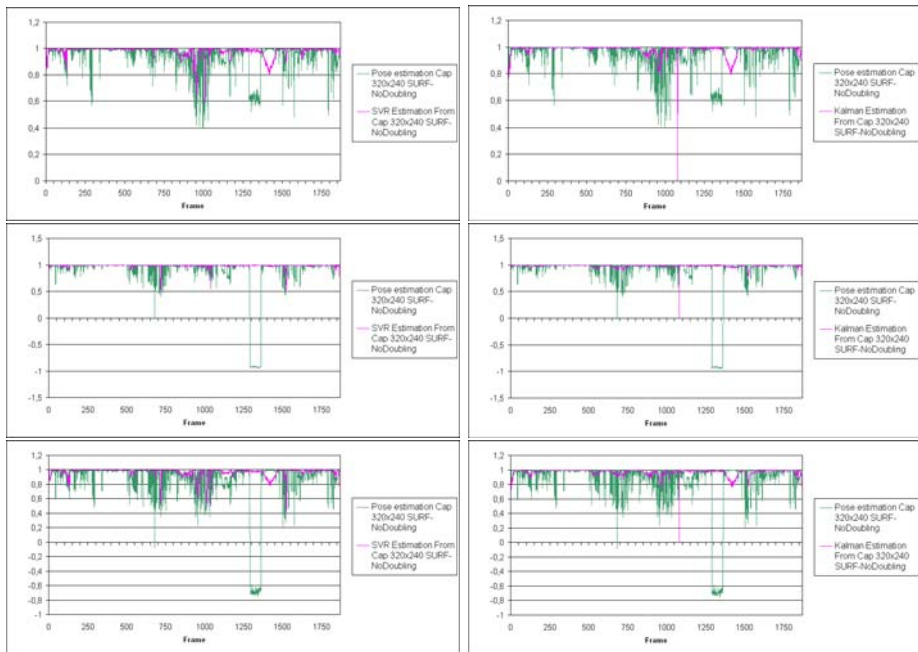 1,2
1
0,8
0,6
0,4
0,2
0
0 250 500 750 1000 1250 1500 1750
Frame
Pose estimation Cap
320x240 SURF-
NoDoubling
SVR Estimation From
Cap 320x240 SURF-
NoDoubling
1,2
1
0,8
0,6
0,4
0,2
0
0 250 500 750 1000 1250 1500 1750
Frame
Pose estimation Cap
320x240 SURF-
NoDoubling
Kalman Estimation
From Cap 320x240
SURF-NoDoubling
1,5
1
0,5
0
-0,5
-1
-1,5
0 250 500 750 1000 1250 1500 1750
Frame
Pose estimation Cap
320x240 SURF-
NoDoubling
SVR Estimation From
Cap 320x240 SURF-
NoDoubling
1,5
1
0,5
0
-0,5
-1
-1,5
0 250 500 750 1000 1250 1500 1750
Frame
Pose estimation Cap
320x240 SURF-
NoDoubling
Kalman Estimation
From Cap 320x240
SURF-NoDoubling
1,2
1
0,8
0,6
0,4
0,2
0
-0,2
-0,4
-0,6
-0,8
-1
0 250 500 750 1000 1250 1500 1750
Frame
Pose estimation Cap
320x240 SURF-
NoDoubling
SVR Estimation From
Cap 320x240 SURF-
NoDoubling
1,2
1
0,8
0,6
0,4
0,2
0
-0,2
-0,4
-0,6
-0,8
-1
0 250 500 750 1000 1250 1500 1750
Frame
Pose estimation Cap
320x240 SURF-
NoDoubling
Kalman Estimation
From Cap 320x240
SURF-NoDoubling